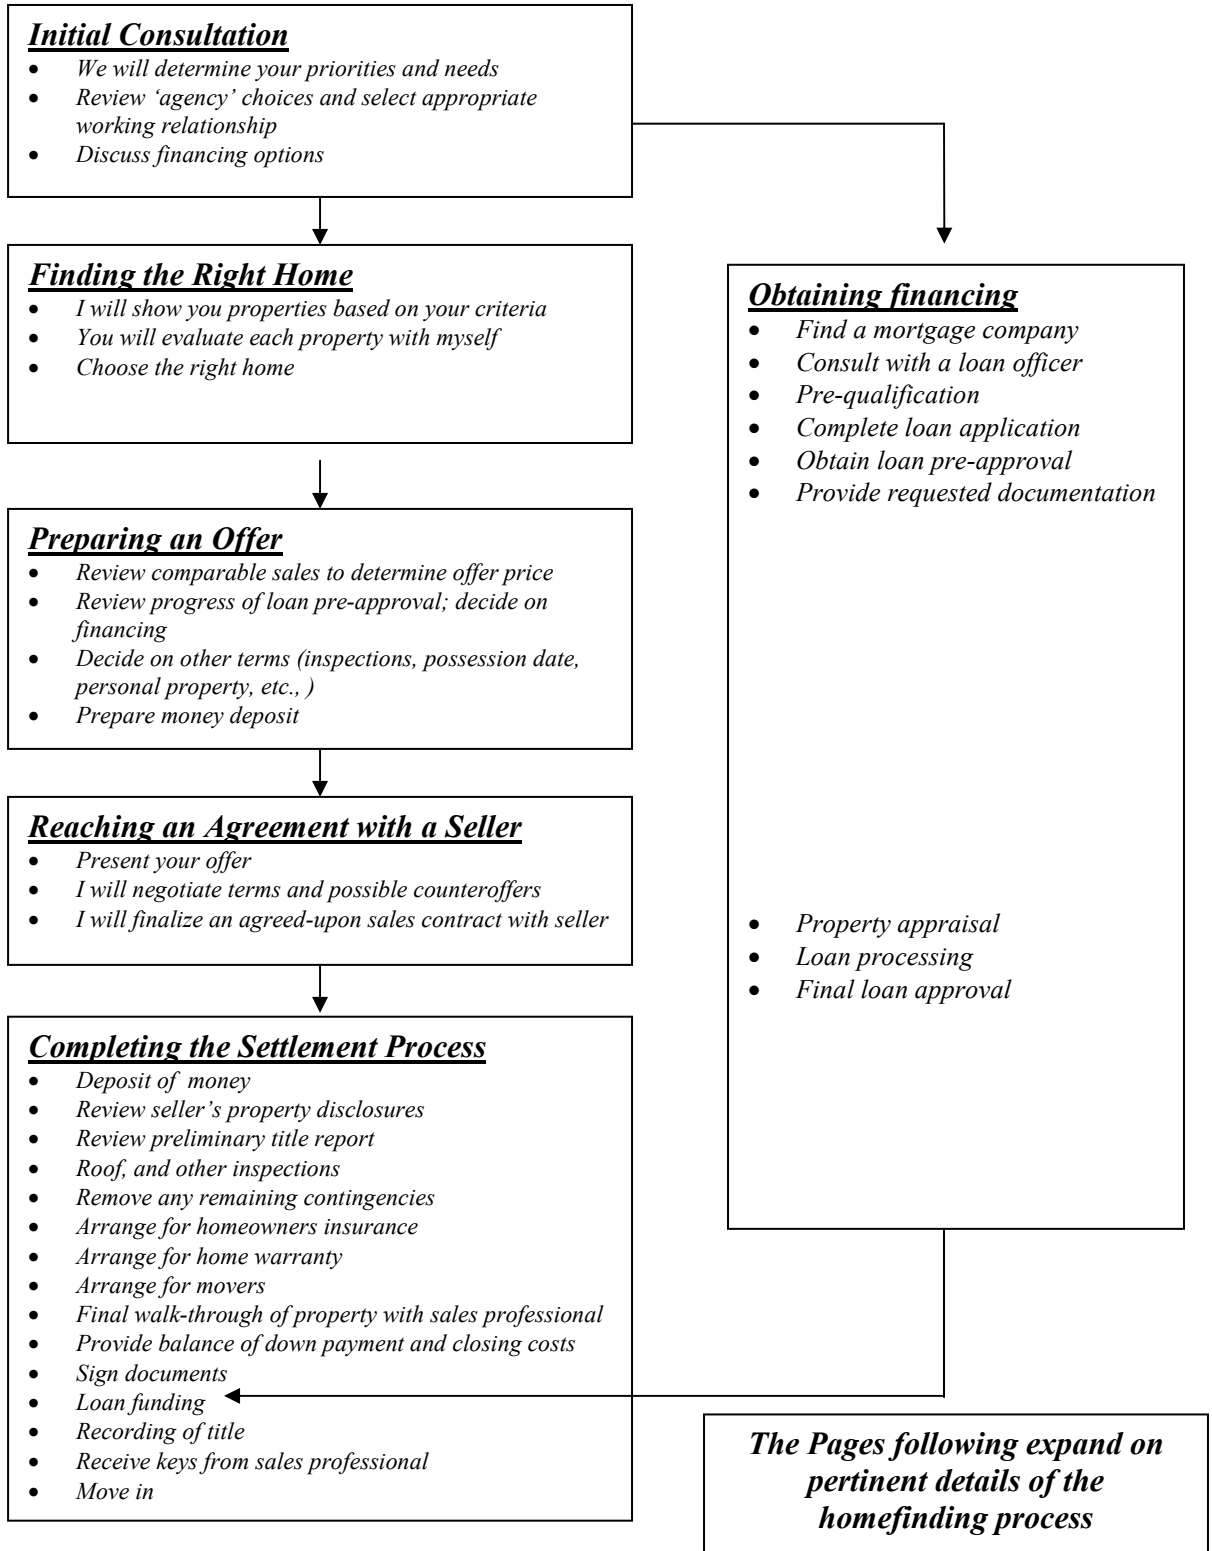 Initial Consultation
• We will determine your priorities and needs
• Review ‘agency’ choices and select appropriate
working relationship
• Discuss financing options
Finding the Right Home
• I will show you properties based on your criteria
• You will evaluate each property with myself
• Choose the right home
Preparing an Offer
• Review comparable sales to determine offer price
• Review progress of loan pre-approval; decide on
financing
• Decide on other terms (inspections, possession date,
personal property, etc., )
• Prepare money deposit
Reaching an Agreement with a Seller
• Present your offer
• I will negotiate terms and possible counteroffers
• I will finalize an agreed-upon sales contract with seller
Completing the Settlement Process
• Deposit of money
• Review seller’s property disclosures
• Review preliminary title report
• Roof, and other inspections
• Remove any remaining contingencies
• Arrange for homeowners insurance
• Arrange for home warranty
• Arrange for movers
• Final walk-through of property with sales professional
• Provide balance of down payment and closing costs
• Sign documents
• Loan funding
• Recording of title
• Receive keys from sales professional
• Move in
Obtaining financing
• Find a mortgage company
• Consult with a loan officer
• Pre-qualification
• Complete loan application
• Obtain loan pre-approval
• Provide requested documentation
• Property appraisal
• Loan processing
• Final loan approval
The Pages following expand on
pertinent details of the
homefinding process